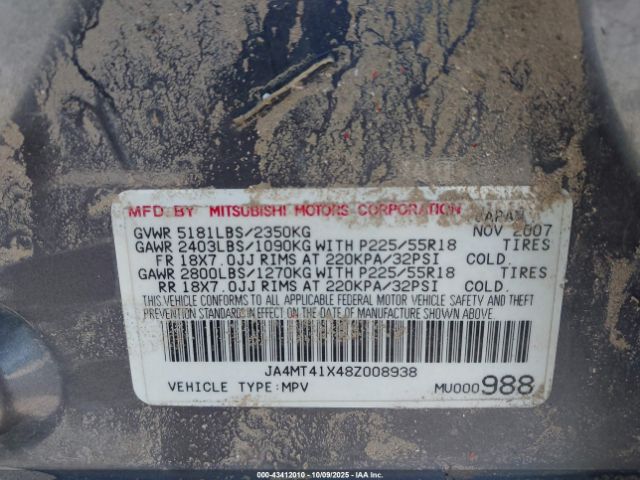 MFD. BY MITSUBISHI MOTORS CORPORATION JAPAN
GVWR 5181LBS/2350KG NOV 2007
GAWR 2403LBS/1090KG WITH P225/55R18 TIRES
FR 18X7.0JJ RIMS AT 220KPA/32PSI COLD.
GAWR 2800LBS/1270KG WITH P225/55R18 TIRES
RR 18X7.0JJ RIMS AT 220KPA/32PSI COLD.
THIS VEHICLE CONFORMS TO ALL APPLICABLE FEDERAL MOTOR VEHICLE SAFETY AND THEFT
PREVENTION STANDARDS IN EFFECT ON THE DATE OF MANUFACTURE SHOWN ABOVE.
JA4MT41X48Z008938
VEHICLE TYPE:MPV MU000988
000-43412010 - 10/09/2025 - IAAI.com